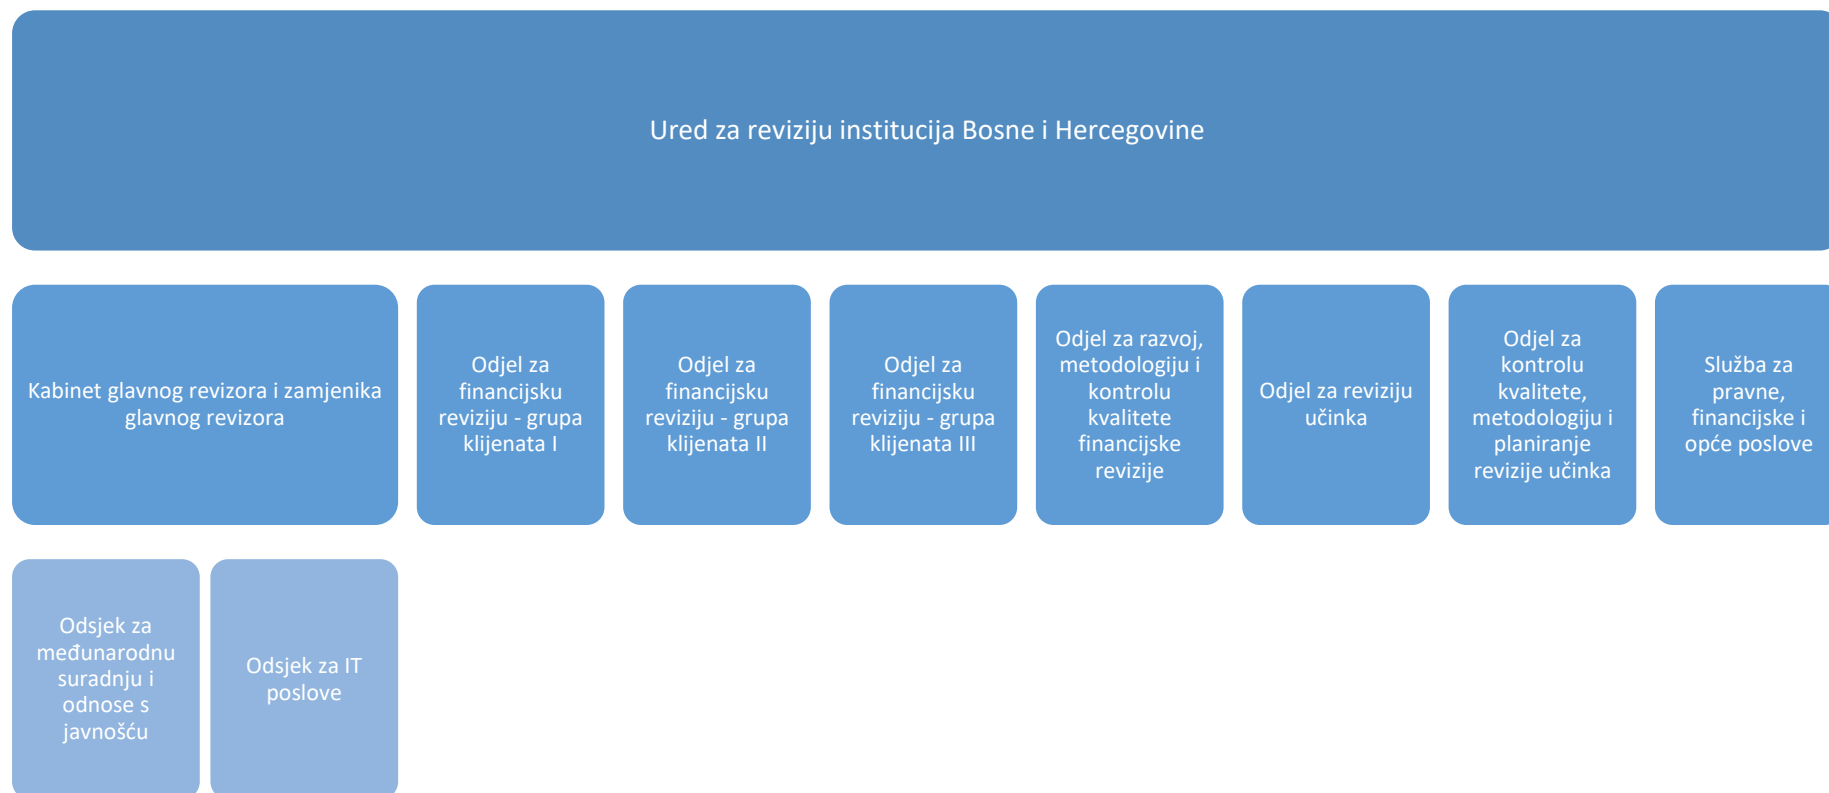 Ured za reviziju institucija Bosne i Hercegovine
Kabinet glavnog revizora i zamjenika
glavnog revizora
Odjel za
financijsku
reviziju - grupa
klijenata I
Odjel za
financijsku
reviziju - grupa
klijenata II
Odjel za
financijsku
reviziju - grupa
klijenata III
Odjel za razvoj,
metodologiju i
kontrolu
kvalitete
financijske
revizije
Odjel za reviziju
učinka
Odjel za
kontrolu
kvalitete,
metodologiju i
planiranje
revizije učinka
Služba za
pravne,
financijske i
opće poslove
Odsjek za
međunarodnu
suradnju i
odnose s
javnošću
Odsjek za IT
poslove